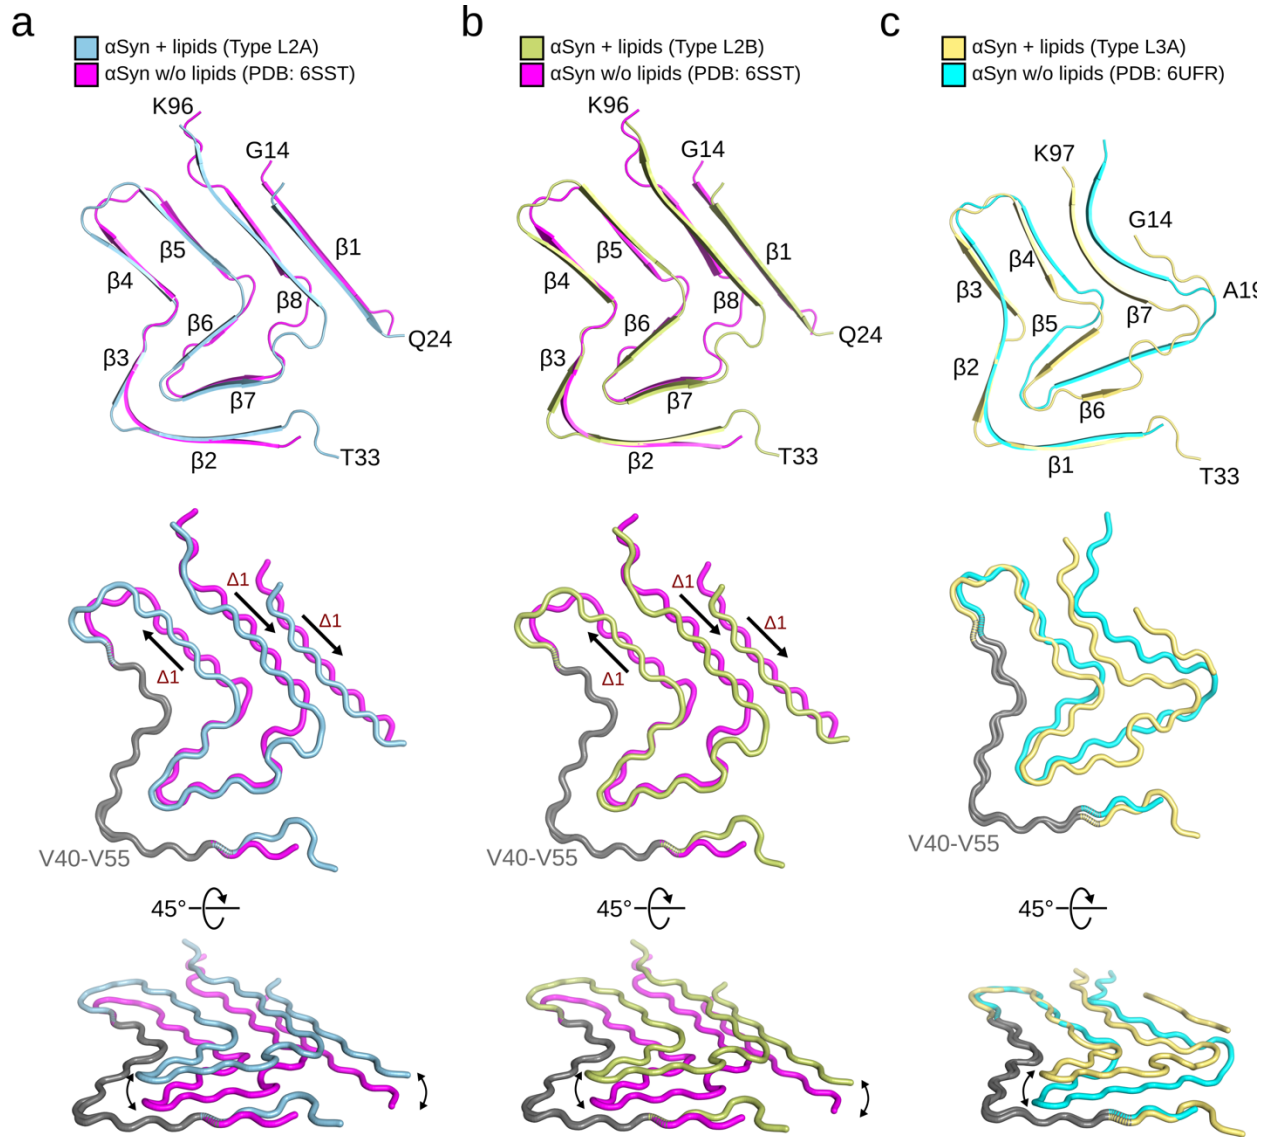 a
αSyn + lipids (Type L2A)
αSyn w/o lipids (PDB: 6SST)
K96
G14
β1
β5
β4
β8
β6
β3
Q24
β7
β2
T33
Δ1
Δ1
Δ1
V40-V55
45°
b
αSyn + lipids (Type L2B)
αSyn w/o lipids (PDB: 6SST)
K96
G14
β1
β5
β4
β8
β6
Q24
β3
β7
β2
T33
Δ1
Δ1
Δ1
V40-V55
45°
c
αSyn + lipids (Type L3A)
αSyn w/o lipids (PDB: 6UFR)
K97
G14
β4
β3
β7
β5
β2
β6
β1
T33
V40-V55
45°